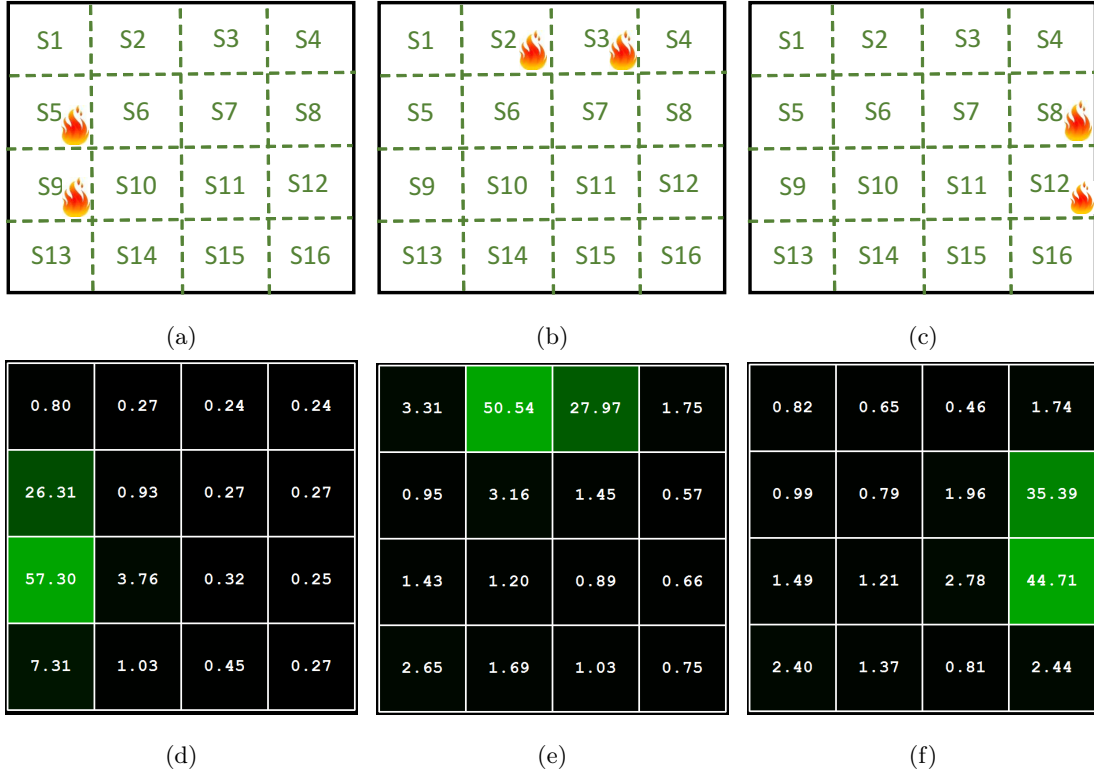 S1 S2 S3 S4
S5 S6 S7 S8
S9 S10 S11 S12
S13 S14 S15 S16
(a)
S1 S2 S3 S4
S5 S6 S7 S8
S9 S10 S11 S12
S13 S14 S15 S16
(b)
S1 S2 S3 S4
S5 S6 S7 S8
S9 S10 S11 S12
S13 S14 S15 S16
(c)
0.80 0.27 0.24 0.24
26.31 0.93 0.27 0.27
57.30 3.76 0.32 0.25
7.31 1.03 0.45 0.27
(d)
3.31 50.54 27.97 1.75
0.95 3.16 1.45 0.57
1.43 1.20 0.89 0.66
2.65 1.69 1.03 0.75
(e)
0.82 0.65 0.46 1.74
0.99 0.79 1.96 35.39
1.49 1.21 2.78 44.71
2.40 1.37 0.81 2.44
(f)